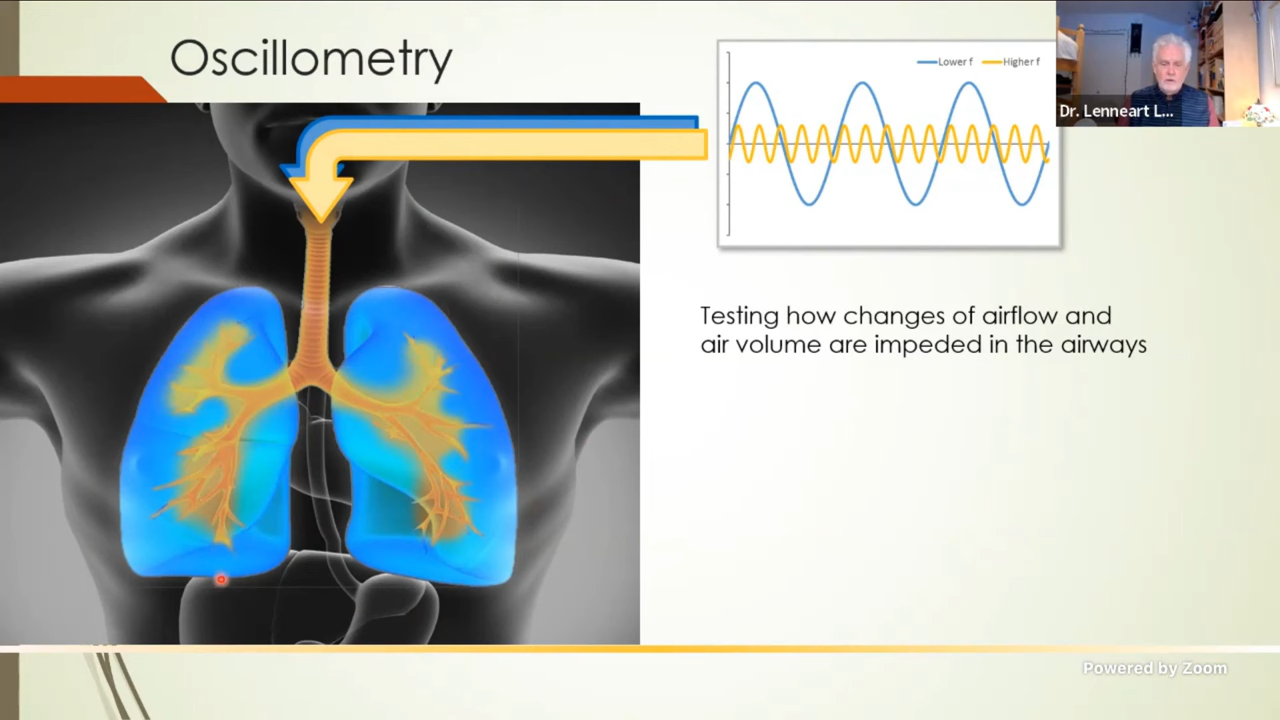 Oscillometry
Lower f
Higher f
Dr. Lenneart L...
Testing how changes of airflow and
air volume are impeded in the airways
Powered by Zoom